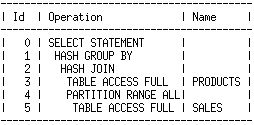 | Id | Operation | Name |
| 0 | SELECT STATEMENT | |
| 1 | HASH GROUP BY | |
| 2 | HASH JOIN | |
| 3 | TABLE ACCESS FULL | PRODUCTS |
| 4 | PARTITION RANGE ALL| |
| 5 | TABLE ACCESS FULL | SALES |